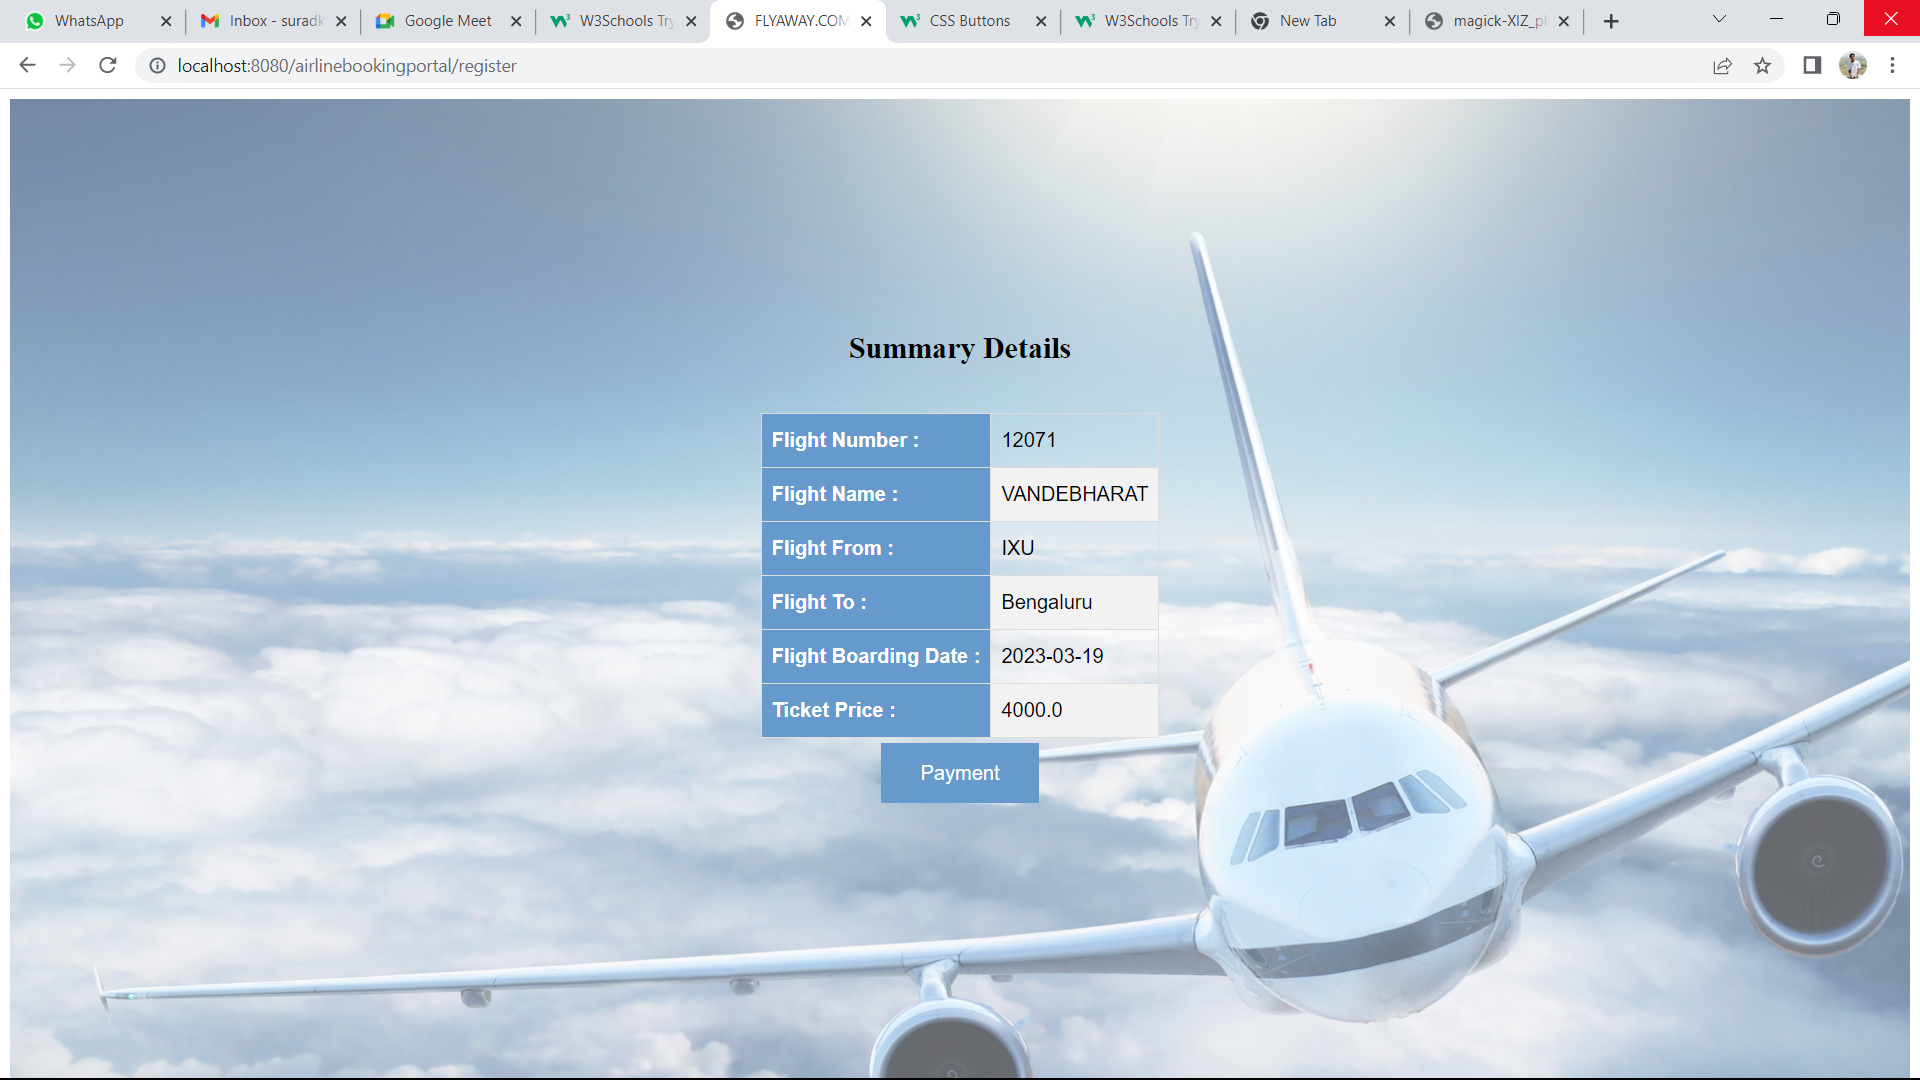 WhatsApp
Inbox - suradk
Google Meet
W3Schools Try
FLYAWAY.COM
CSS Buttons
W3Schools Try
New Tab
magick-XIZ_pl
localhost:8080/airlinebookingportal/register
Summary Details
Flight Number : 12071
Flight Name : VANDEBHARAT
Flight From : IXU
Flight To : Bengaluru
Flight Boarding Date : 2023-03-19
Ticket Price : 4000.0
Payment